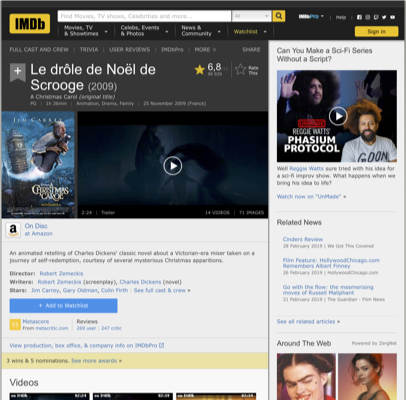 IMDb
Find Movies, TV shows, Celebrities and more...
All
IMDbPro
Help
Movies, TV
& Showtimes
Celebs, Events
& Photos
News &
Community
Watchlist
Sign in
FULL CAST AND CREW | TRIVIA | USER REVIEWS | IMDbPro | MORE
SHARE
Le drôle de Noël de
Scrooge (2009)
A Christmas Carol (original title)
PG | 1h 36min | Animation, Drama, Family | 25 November 2009 (France)
6,8
Rate
This
JIM CARREY
CHRISTMAS
CAROL
2:24 | Trailer
14 VIDEOS | 71 IMAGES
On Disc
at Amazon
An animated retelling of Charles Dickens' classic novel about a Victorian-era miser taken on a
journey of self-redemption, courtesy of several mysterious Christmas apparitions.
Director: Robert Zemeckis
Writers: Robert Zemeckis (screenplay), Charles Dickens (novel)
Stars: Jim Carrey, Gary Oldman, Colin Firth | See full cast & crew »
+ Add to Watchlist
Metascore
From metacritic.com
Reviews
269 user | 247 critic
View production, box office, & company info on IMDbPro
3 wins & 5 nominations. See more awards »
Videos
Can You Make a Sci-Fi Series
Without a Script?
REGGIE WATTS'
PHASIUM
PROTOCOL
Well Reggie Watts sure tried with his idea for
a sci-fi improv show. What happens when we
bring his idea to life?
Watch now on "UnMade" »
Related News
Cinders Review
28 February 2019 | We Got This Covered
Film Feature: HollywoodChicago.com
Remembers Albert Finney
26 February 2019 | HollywoodChicago.com
Go with the flow: the mesmerising
moves of Russell Maliphant
21 February 2019 | The Guardian - Film News
See all related articles »
Around The Web
Powered by ZergNet